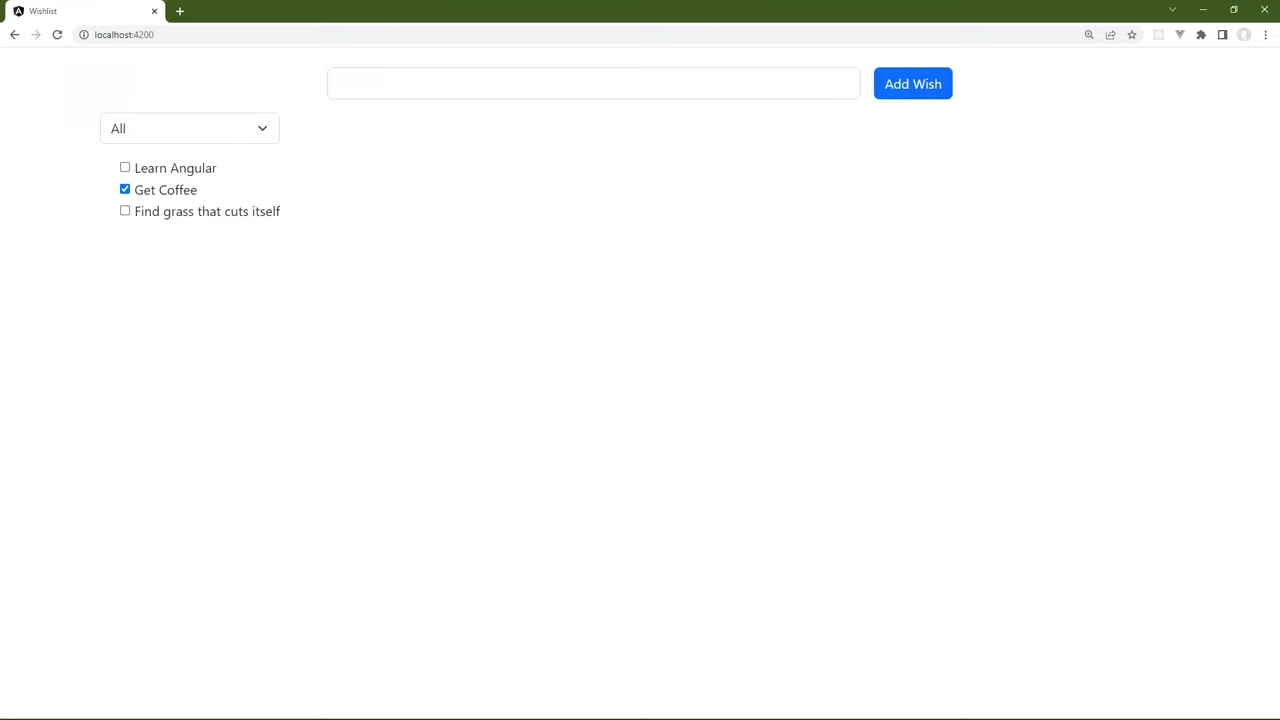 Wishlist
localhost:4200
Add Wish
All
Learn Angular
Get Coffee
Find grass that cuts itself